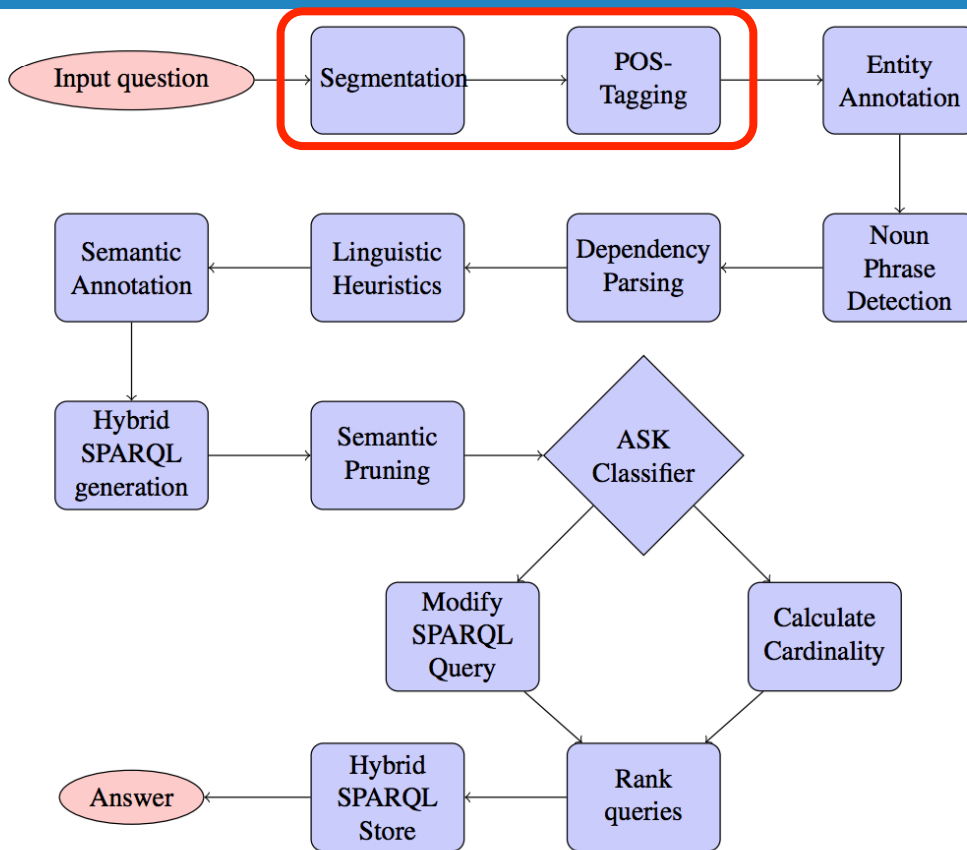 Input question
Segmentation
POS-
Tagging
Entity
Annotation
Semantic
Annotation
Linguistic
Heuristics
Dependency
Parsing
Noun
Phrase
Detection
Hybrid
SPARQL
generation
Semantic
Pruning
ASK
Classifier
Modify
SPARQL
Query
Calculate
Cardinality
Answer
Hybrid
SPARQL
Store
Rank
queries